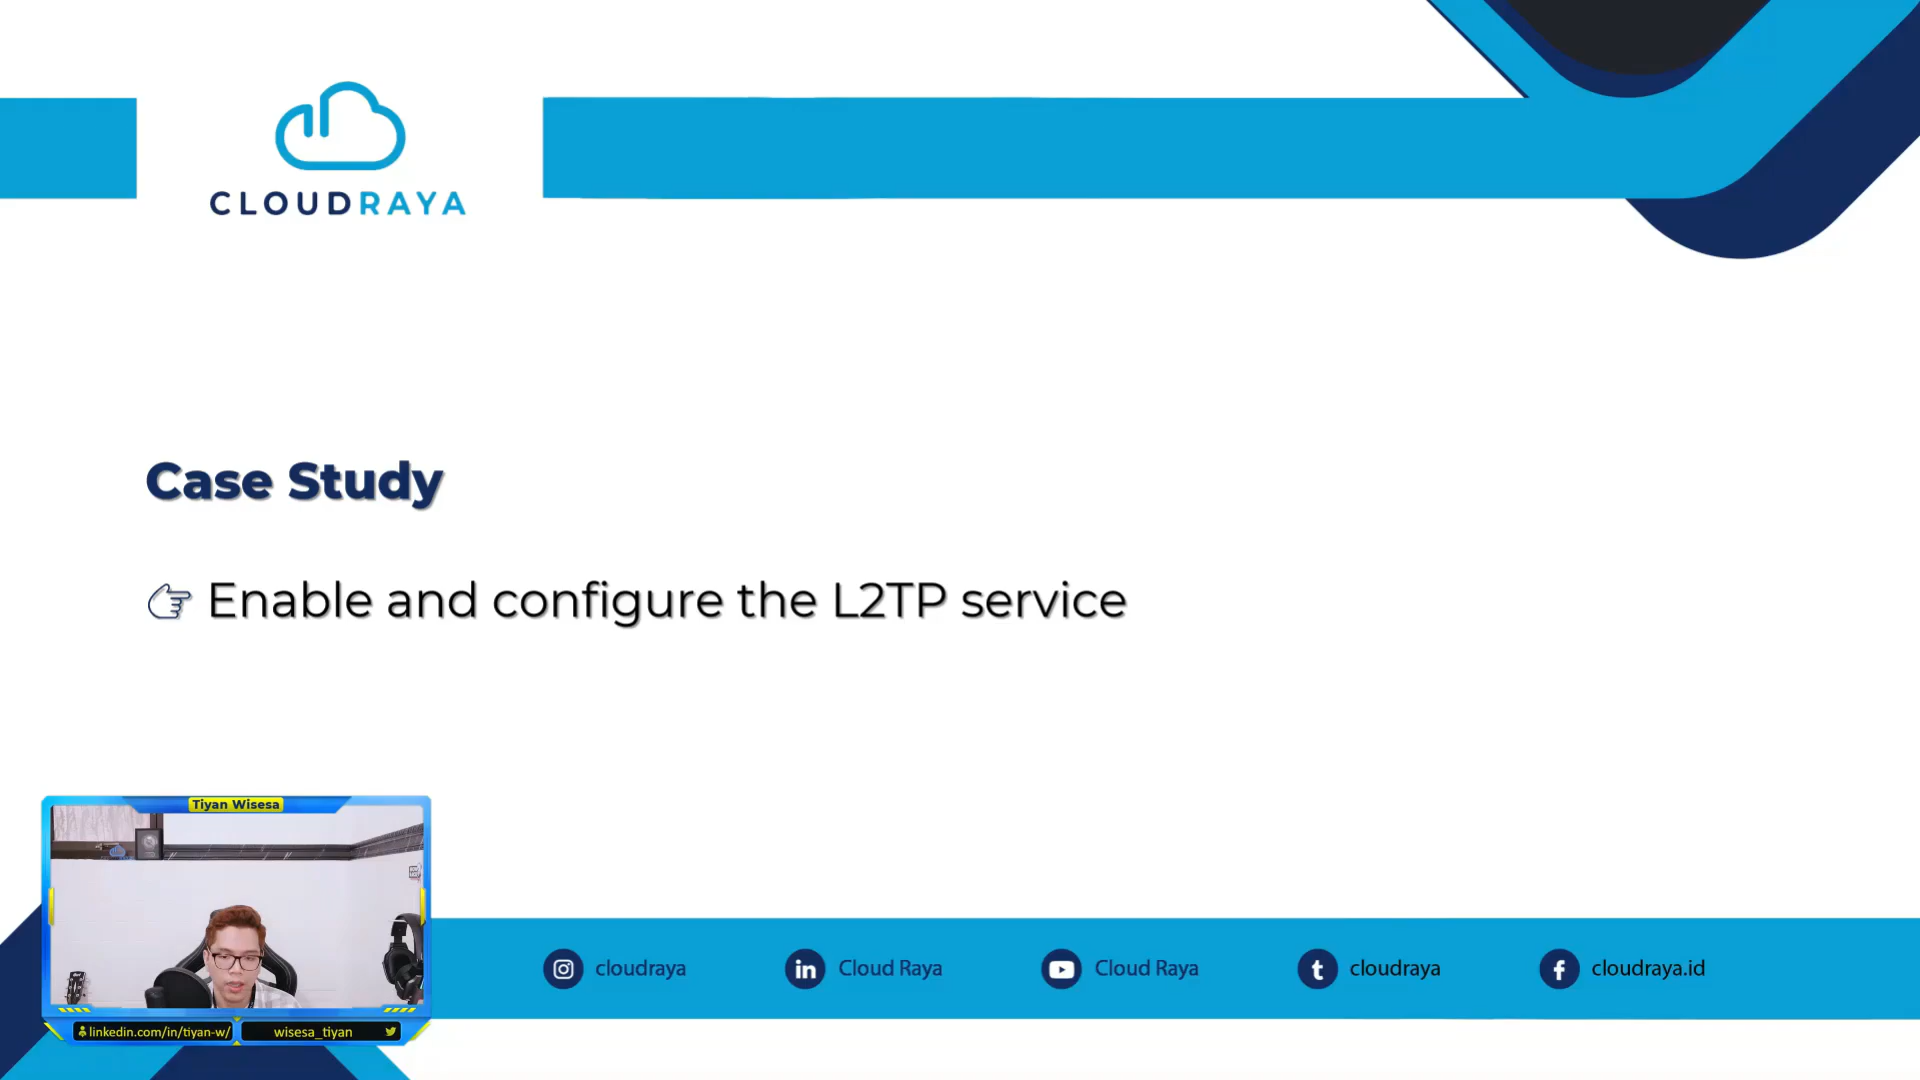 CLOUDRAYA
Case Study
Enable and configure the L2TP service
Tiyan Wisesa
linkedin.com/in/tiyan-w/
wisesa_tiyan
cloudraya
Cloud Raya
Cloud Raya
cloudraya
cloudraya.id